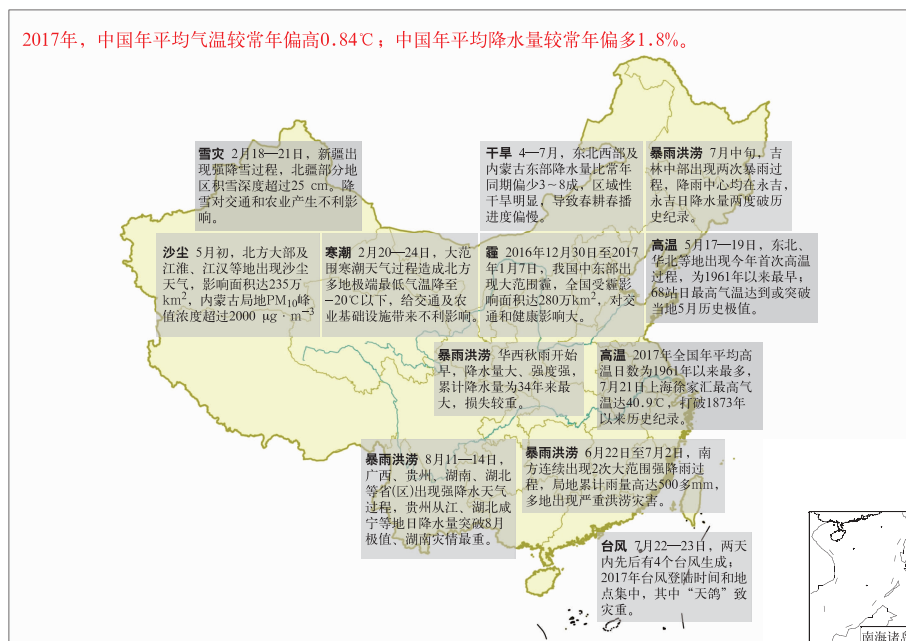 2017年，中国年平均气温较常年偏高0.84℃；中国年平均降水量较常年偏多1.8%。
雪灾 2月18—21日，新疆出
现强降雪过程，北疆部分地
区积雪深度超过25 cm。降
雪对交通和农业产生不利影
响。
干旱 4—7月，东北西部及
内蒙古东部降水量比常年
同期偏少3～8成，区域性
干旱明显，导致春耕春播
进度偏慢。
暴雨洪涝 7月中旬，吉
林中部出现两次暴雨过
程，降雨中心均在永吉，
永吉日降水量两度破历
史纪录。
沙尘 5月初，北方大部及
江淮、江汉等地出现沙尘
天气，影响面积达235万
km²，内蒙古局地PM₁₀峰
值浓度超过2000 μg·m⁻³
寒潮 2月20—24日，大范
围寒潮天气过程造成北方
多地极端最低气温降至
−20℃以下，给交通及农
业基础设施带来不利影响。
霾 2016年12月30日至2017
年1月7日，我国中东部出
现大范围霾，全国受霾影
响面积达280万km²，对交
通和健康影响大。
高温 5月17—19日，东北、
华北等地出现今年首次高温
过程，为1961年以来最早；
68站日最高气温达到或突破
当地5月历史极值。
暴雨洪涝 华西秋雨开始
早，降水量大、强度强，
累计降水量为34年来最
大，损失较重。
高温 2017年全国年平均高
温日数为1961年以来最多，
7月21日上海徐家汇最高气
温达40.9℃，打破1873年
以来历史纪录。
暴雨洪涝 8月11—14日，
广西、贵州、湖南、湖北
等省(区)出现强降水天气
过程，贵州从江、湖北咸
宁等地日降水量突破8月
极值、湖南灾情最重。
暴雨洪涝 6月22日至7月2日，南
方连续出现2次大范围强降雨过
程，局地累计雨量高达500多mm，
多地出现严重洪涝灾害。
台风 7月22—23日，两天
内先后有4个台风生成；
2017年台风登陆时间和地
点集中，其中“天鸽”致
灾重。
南海诸岛